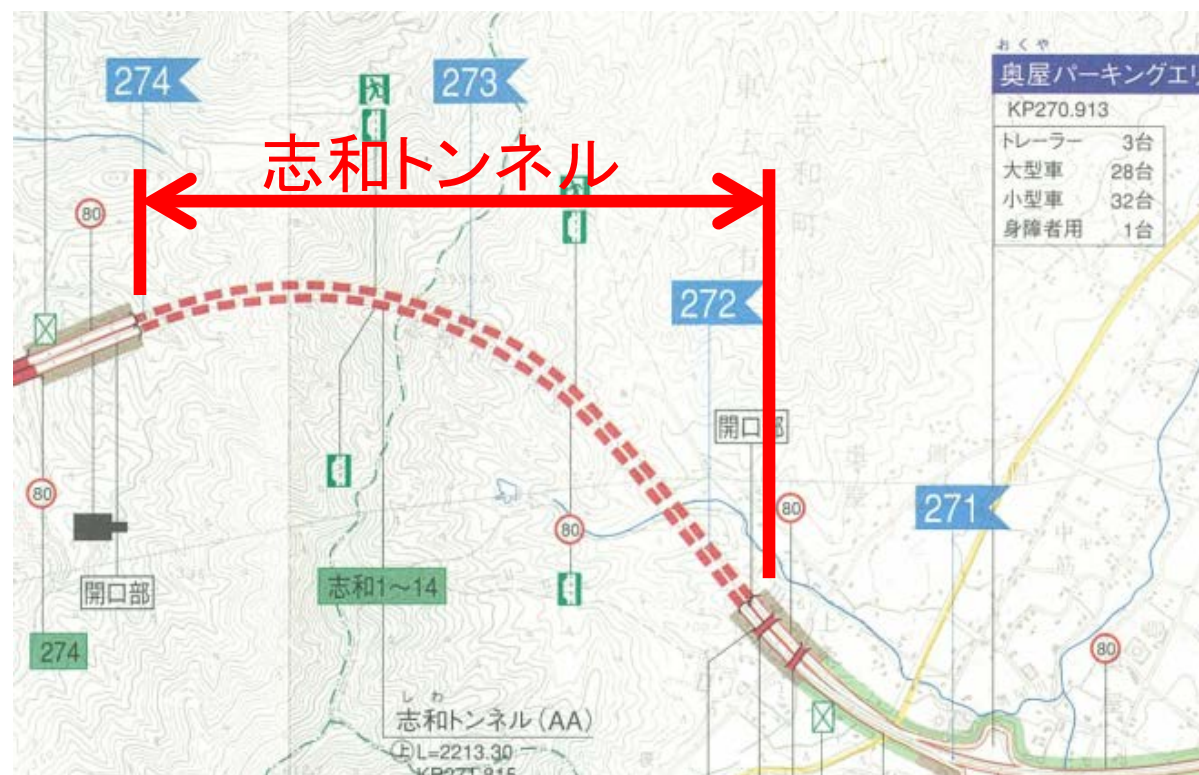 274
273
おくや
奥屋パーキングエリ
KP270.913
トレーラー 3台
大型車 28台
小型車 32台
身障者用 1台
志和トンネル
80
272
開口部
80
271
80
80
開口部
志和1～14
274
80
しわ
志和トンネル(AA)
上L=2213.30